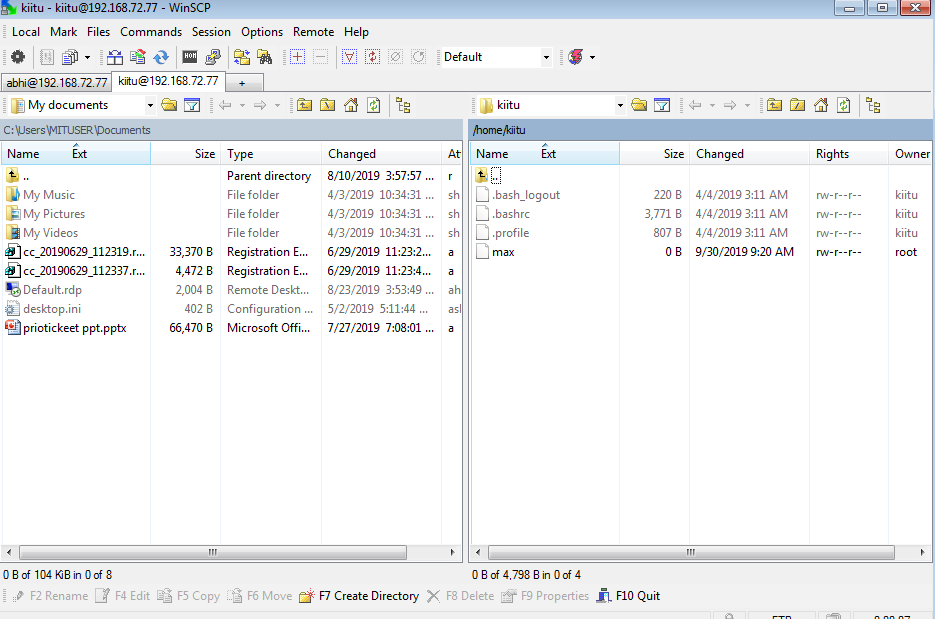 kiitu - kiitu@192.168.72.77 - WinSCP
Local Mark Files Commands Session Options Remote Help
Default
abhi@192.168.72.77 kiitu@192.168.72.77 +
My documents
kiitu
C:\Users\MITUSER\Documents
/home/kiitu
Name Ext Size Type Changed At
.. Parent directory 8/10/2019 3:57:57 ... r
My Music File folder 4/3/2019 10:34:31 ... sh
My Pictures File folder 4/3/2019 10:34:31 ... sh
My Videos File folder 4/3/2019 10:34:31 ... sh
cc_20190629_112319.r... 33,370 B Registration E... 6/29/2019 11:23:2... a
cc_20190629_112337.r... 4,472 B Registration E... 6/29/2019 11:23:4... a
Default.rdp 2,004 B Remote Deskt... 8/23/2019 3:53:49 ... ah
desktop.ini 402 B Configuration ... 5/2/2019 5:11:44 ... asl
priotickeet ppt.pptx 66,470 B Microsoft Offi... 7/27/2019 7:08:01 ... a
Name Ext Size Changed Rights Owner
..
.bash_logout 220 B 4/4/2019 3:11 AM rw-r--r-- kiitu
.bashrc 3,771 B 4/4/2019 3:11 AM rw-r--r-- kiitu
.profile 807 B 4/4/2019 3:11 AM rw-r--r-- kiitu
max 0 B 9/30/2019 9:20 AM rw-r--r-- root
0 B of 104 KiB in 0 of 8
0 B of 4,798 B in 0 of 4
F2 Rename F4 Edit F5 Copy F6 Move F7 Create Directory F8 Delete F9 Properties F10 Quit